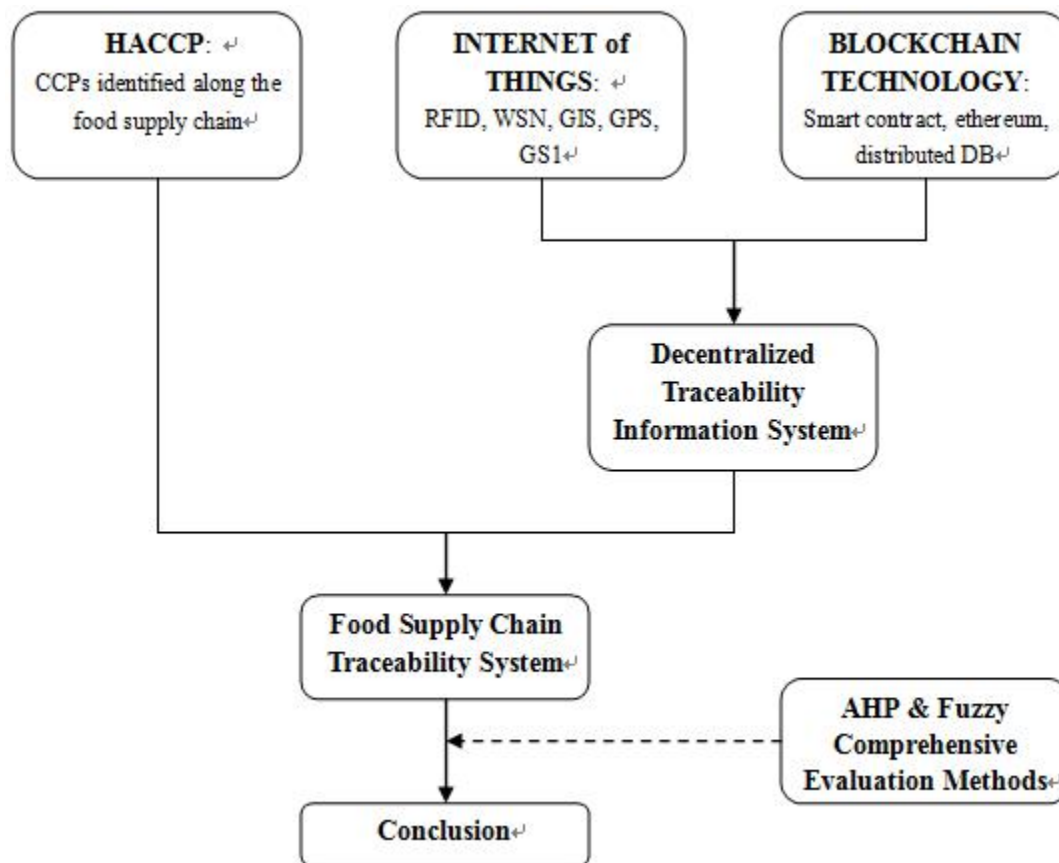 HACCP: ↵
CCPs identified along the
food supply chain↵
INTERNET of
THINGS: ↵
RFID, WSN, GIS, GPS,
GS1↵
BLOCKCHAIN
TECHNOLOGY:
Smart contract, ethereum,
distributed DB↵
Decentralized
Traceability
Information System↵
Food Supply Chain
Traceability System↵
AHP & Fuzzy
Comprehensive
Evaluation Methods↵
Conclusion↵